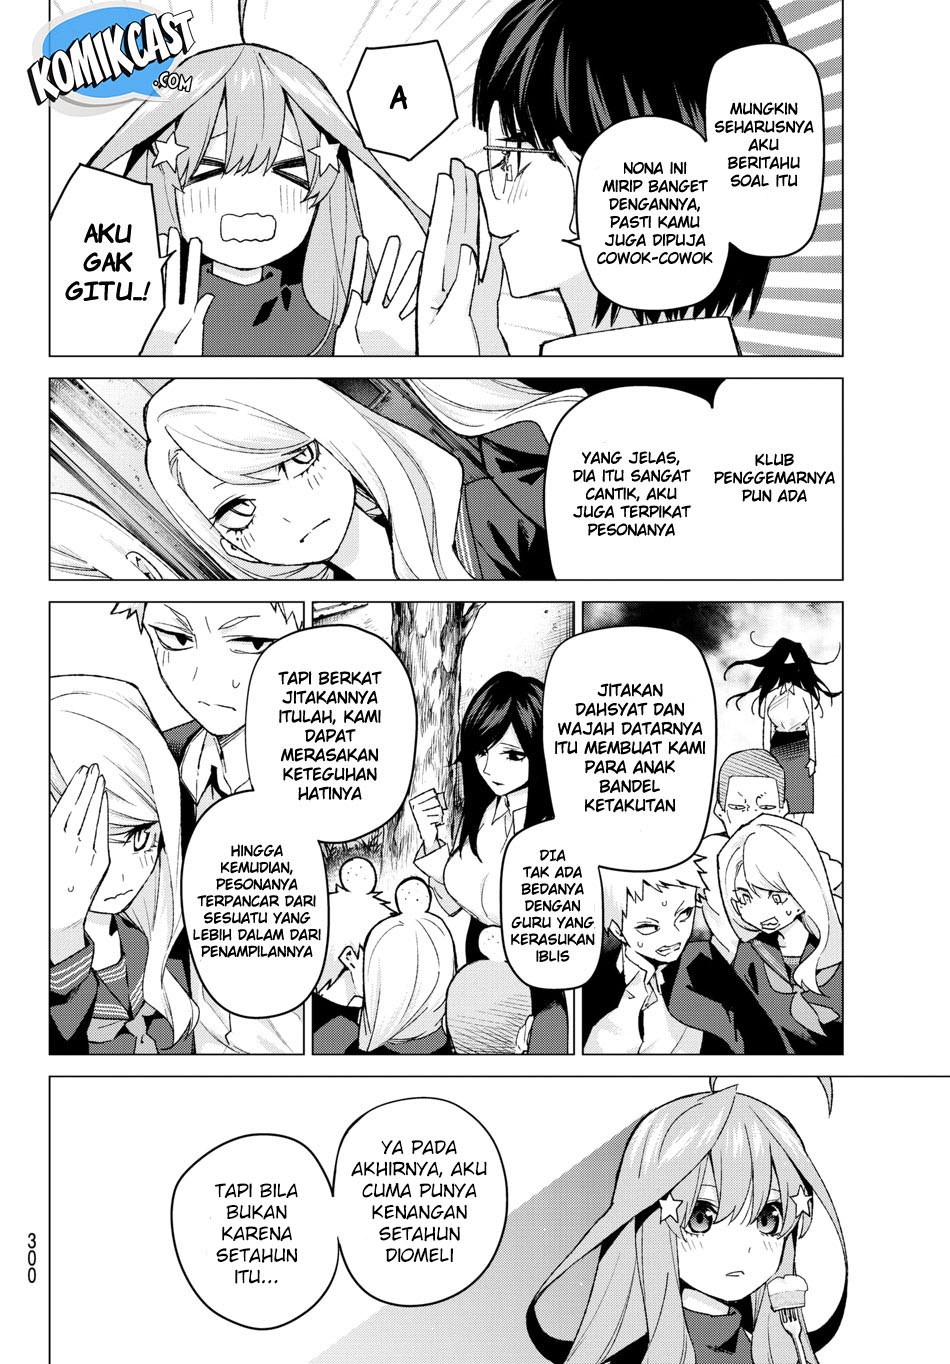 KOMIKCAST
.COM
MUNGKIN
SEHARUSNYA
AKU
BERITAHU
SOAL ITU
NONA INI
MIRIP BANGET
DENGANNYA,
PASTI KAMU
JUGA DIPUJA
COWOK-COWOK
A
AKU
GAK
GITU..!
KLUB
PENGGEMARNYA
PUN ADA
YANG JELAS,
DIA ITU SANGAT
CANTIK, AKU
JUGA TERPIKAT
PESONANYA
JITAKAN
DAHSYAT DAN
WAJAH DATARNYA
ITU MEMBUAT KAMI
PARA ANAK
BANDEL
KETAKUTAN
DIA
TAK ADA
BEDANYA
DENGAN
GURU YANG
KERASUKAN
IBLIS
TAPI BERKAT
JITAKANNYA
ITULAH, KAMI
DAPAT
MERASAKAN
KETEGUHAN
HATINYA
HINGGA
KEMUDIAN,
PESONANYA
TERPANCAR DARI
SESUATU YANG
LEBIH DALAM DARI
PENAMPILANNYA
YA PADA
AKHIRNYA, AKU
CUMA PUNYA
KENANGAN
SETAHUN
DIOMELI
TAPI BILA
BUKAN
KARENA
SETAHUN
ITU...
300